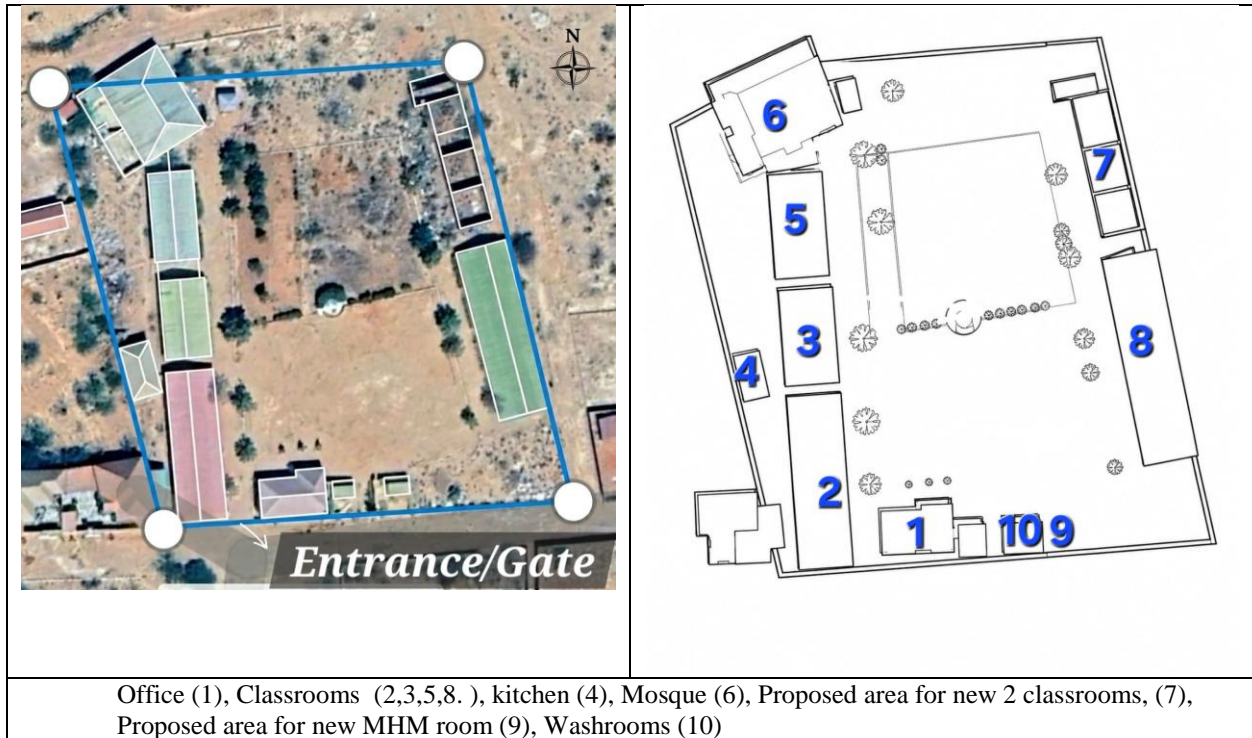 N
Entrance/Gate
6
7
5
3
8
4
2
1
10 9
Office (1), Classrooms (2,3,5,8. ), kitchen (4), Mosque (6), Proposed area for new 2 classrooms, (7),
Proposed area for new MHM room (9), Washrooms (10)